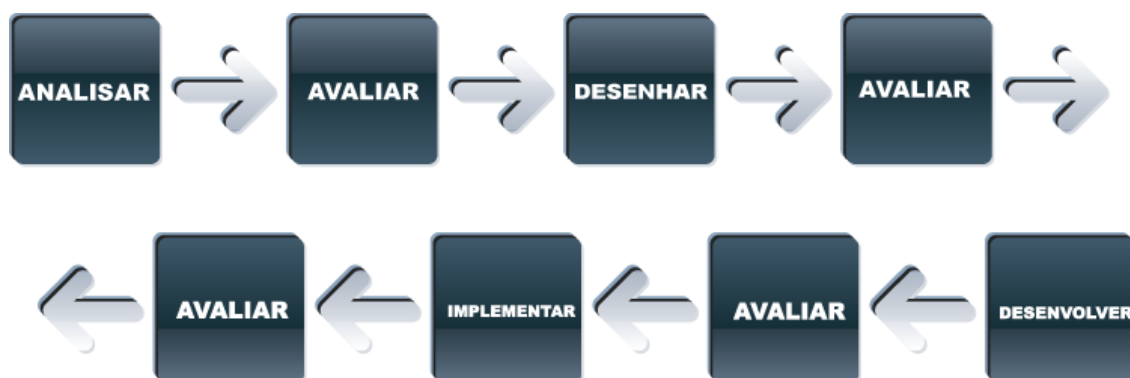 ANALISAR
AVALIAR
DESENHAR
AVALIAR
DESENVOLVER
AVALIAR
IMPLEMENTAR
AVALIAR